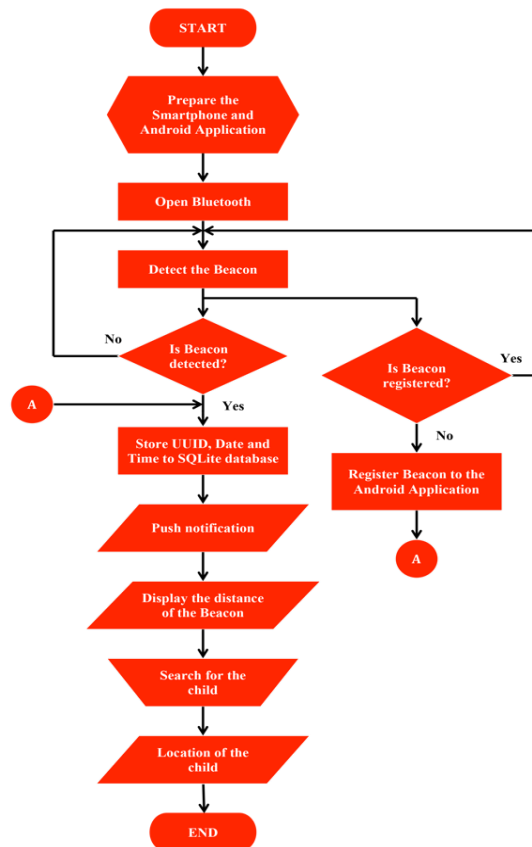 START
Prepare the
Smartphone and
Android Application
Open Bluetooth
Detect the Beacon
No
Is Beacon
detected?
Is Beacon
registered?
Yes
A
Yes
No
Store UUID, Date and
Time to SQLite database
Register Beacon to the
Android Application
Push notification
A
Display the distance
of the Beacon
Search for the
child
Location of the
child
END